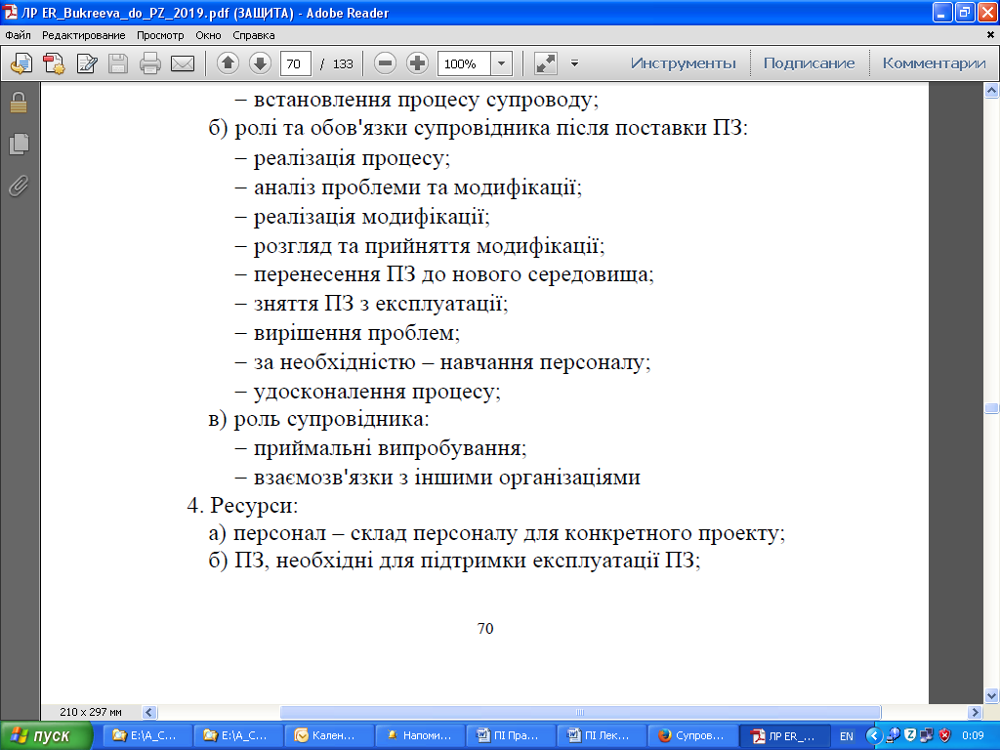 ЛР ER_Bukreeva_do_PZ_2019.pdf (ЗАЩИТА) - Adobe Reader
Файл Редактирование Просмотр Окно Справка
70 / 133 100% Инструменты Подписание Комментарии
– встановлення процесу супроводу;
б) ролі та обов'язки супровідника після поставки ПЗ:
– реалізація процесу;
– аналіз проблеми та модифікації;
– реалізація модифікації;
– розгляд та прийняття модифікації;
– перенесення ПЗ до нового середовища;
– зняття ПЗ з експлуатації;
– вирішення проблем;
– за необхідністю – навчання персоналу;
– удосконалення процесу;
в) роль супровідника:
– приймальні випробування;
– взаємозв'язки з іншими організаціями
4. Ресурси:
а) персонал – склад персоналу для конкретного проекту;
б) ПЗ, необхідні для підтримки експлуатації ПЗ;
70
210 x 297 мм
пуск E:\A_C... E:\A_C... Кален... Напоми... ПІ Пра... ПІ Лек... Супров... ЛР ER_... EN 0:09